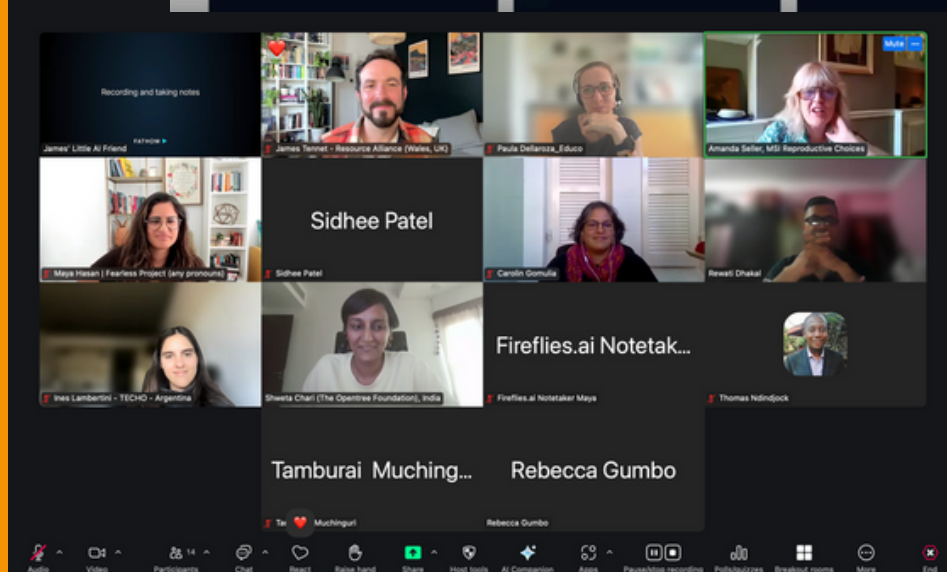 Recording and taking notes
FATHOM
James' Little AI Friend
James Tennet - Resource Alliance (Wales, UK)
Paula Dellaroza_Educo
Mute
Amanda Seller, MSI Reproductive Choices
Maya Hasan | Fearless Project (any pronouns)
Sidhee Patel
Sidhee Patel
Carolin Gomulia
Rewati Dhakal
Ines Lambertini - TECHO - Argentina
Shweta Chari (The Opentree Foundation), India
Fireflies.ai Notetak...
Fireflies.ai Notetaker Maya
Thomas Ndindjock
Tamburai Muching...
Muchinguri
Rebecca Gumbo
Rebecca Gumbo
Audio
Video
14
Participants
Chat
React
Raise hand
Share
Host tools
AI Companion
Apps
Pause/stop recording
Polls/quizzes
Breakout rooms
More
End